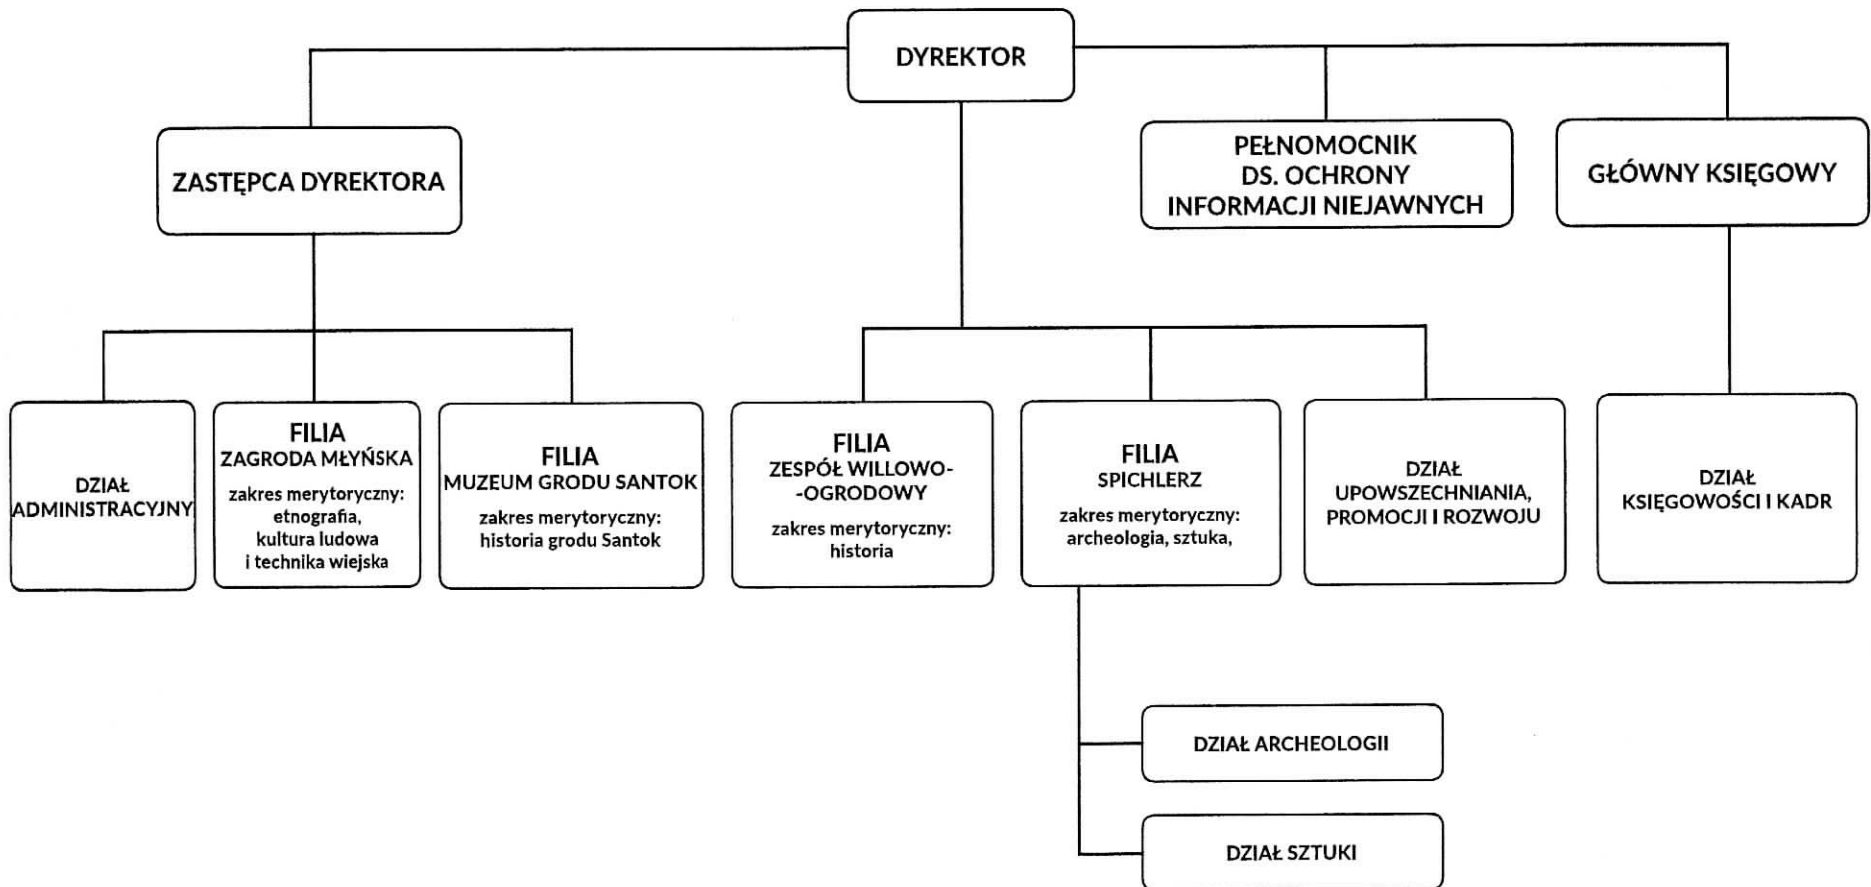 DYREKTOR
ZASTĘPCA DYREKTORA
PEŁNOMOCNIK
DS. OCHRONY
INFORMACJI NIEJAWNYCH
GŁÓWNY KSIĘGOWY
DZIAŁ
ADMINISTRACYJNY
FILIA
ZAGRODA MŁYŃSKA
zakres merytoryczny:
etnografia,
kultura ludowa
i technika wiejska
FILIA
MUZEUM GRODU SANTOK
zakres merytoryczny:
historia grodu Santok
FILIA
ZESPÓŁ WILLOWO-
-OGRODOWY
zakres merytoryczny:
historia
FILIA
SPICHLERZ
zakres merytoryczny:
archeologia, sztuka,
DZIAŁ
UPOWSZECHNIANIA,
PROMOCJI I ROZWOJU
DZIAŁ
KSIĘGOWOŚCI I KADR
DZIAŁ ARCHEOLOGII
DZIAŁ SZTUKI